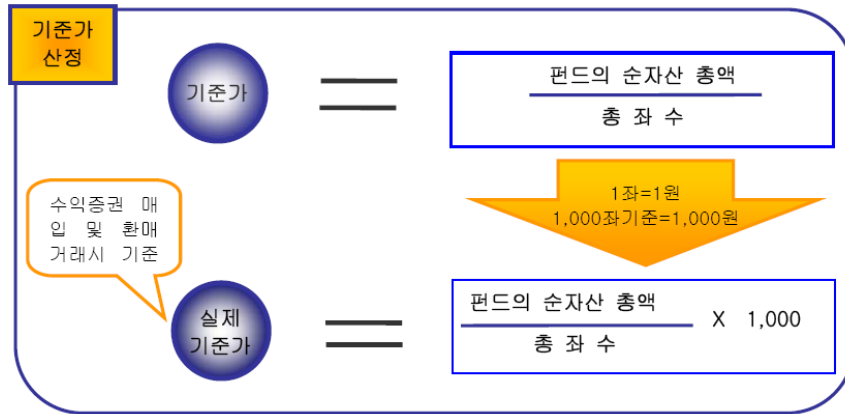 기준가
산정
기준가
펀드의 순자산 총액
총 좌 수
1좌=1원
1,000좌기준=1,000원
수익증권 매
입 및 환매
거래시 기준
실제
기준가
펀드의 순자산 총액
총 좌 수
X 1,000